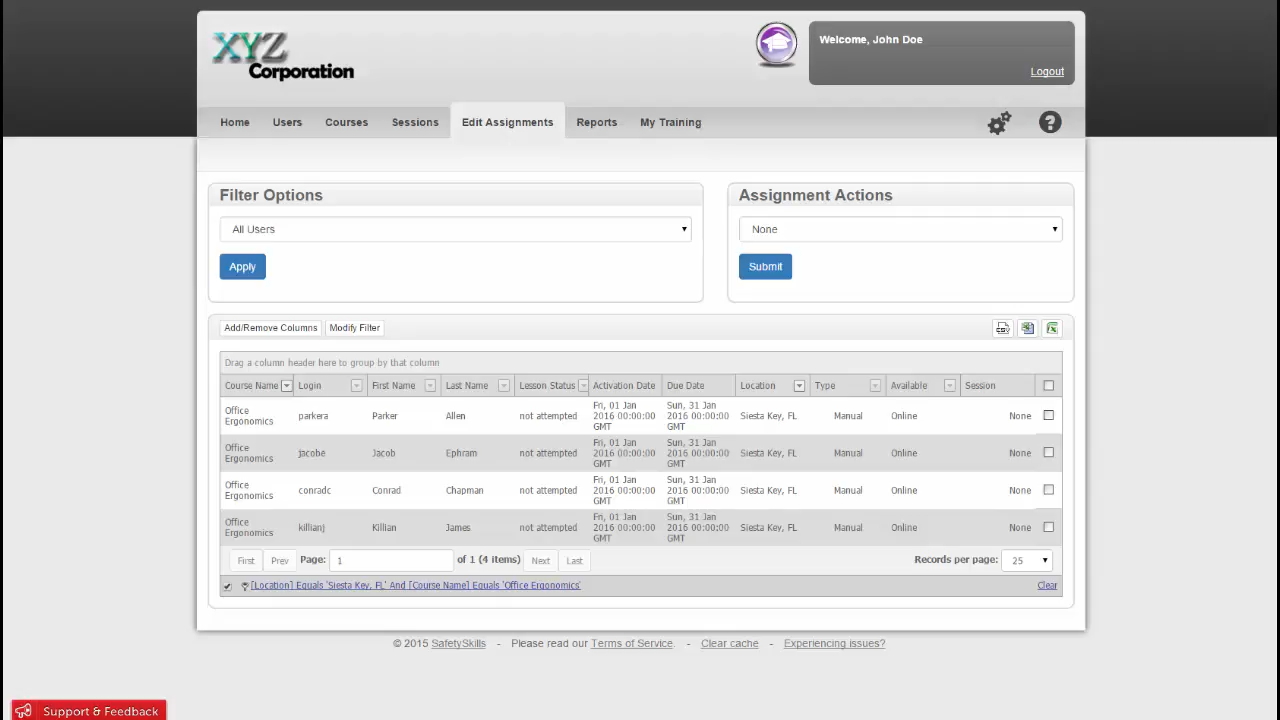 XYZ
Corporation
Welcome, John Doe
Logout
Home Users Courses Sessions Edit Assignments Reports My Training
Filter Options
Assignment Actions
All Users
None
Apply
Submit
Add/Remove Columns Modify Filter
Drag a column header here to group by that column
Course Name Login First Name Last Name Lesson Status Activation Date Due Date Location Type Available Session
Office Ergonomics parkera Parker Allen not attempted Fri, 01 Jan 2016 00:00:00 GMT Sun, 31 Jan 2016 00:00:00 GMT Siesta Key, FL Manual Online None
Office Ergonomics jacobe Jacob Ephram not attempted Fri, 01 Jan 2016 00:00:00 GMT Sun, 31 Jan 2016 00:00:00 GMT Siesta Key, FL Manual Online None
Office Ergonomics conradc Conrad Chapman not attempted Fri, 01 Jan 2016 00:00:00 GMT Sun, 31 Jan 2016 00:00:00 GMT Siesta Key, FL Manual Online None
Office Ergonomics killianj Killian James not attempted Fri, 01 Jan 2016 00:00:00 GMT Sun, 31 Jan 2016 00:00:00 GMT Siesta Key, FL Manual Online None
First Prev Page: 1 of 1 (4 items) Next Last Records per page: 25
[Location] Equals 'Siesta Key, FL' And [Course Name] Equals 'Office Ergonomics' Clear
© 2015 SafetySkills - Please read our Terms of Service. - Clear cache - Experiencing issues?
Support & Feedback